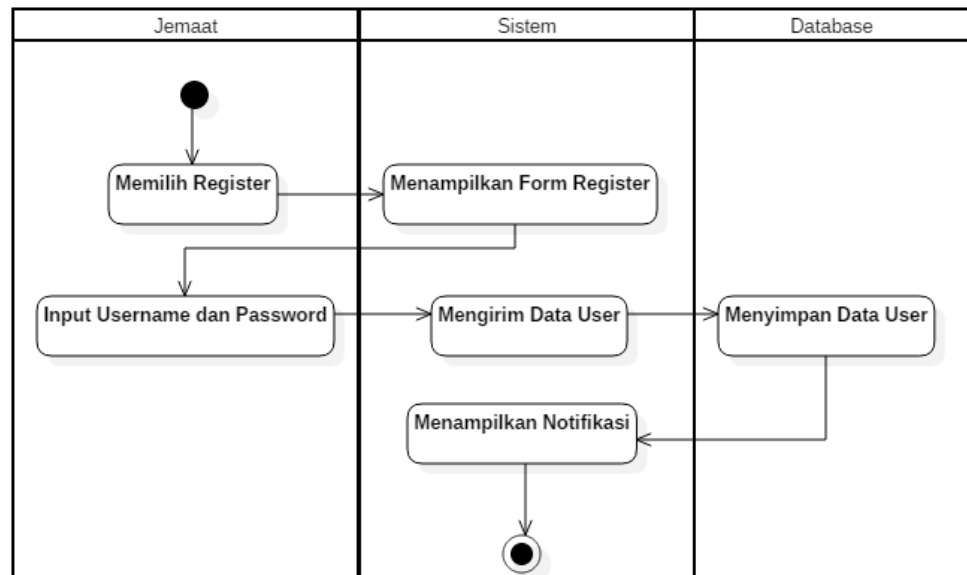 Jemaat
Sistem
Database
Memilih Register
Menampilkan Form Register
Input Username dan Password
Mengirim Data User
Menyimpan Data User
Menampilkan Notifikasi